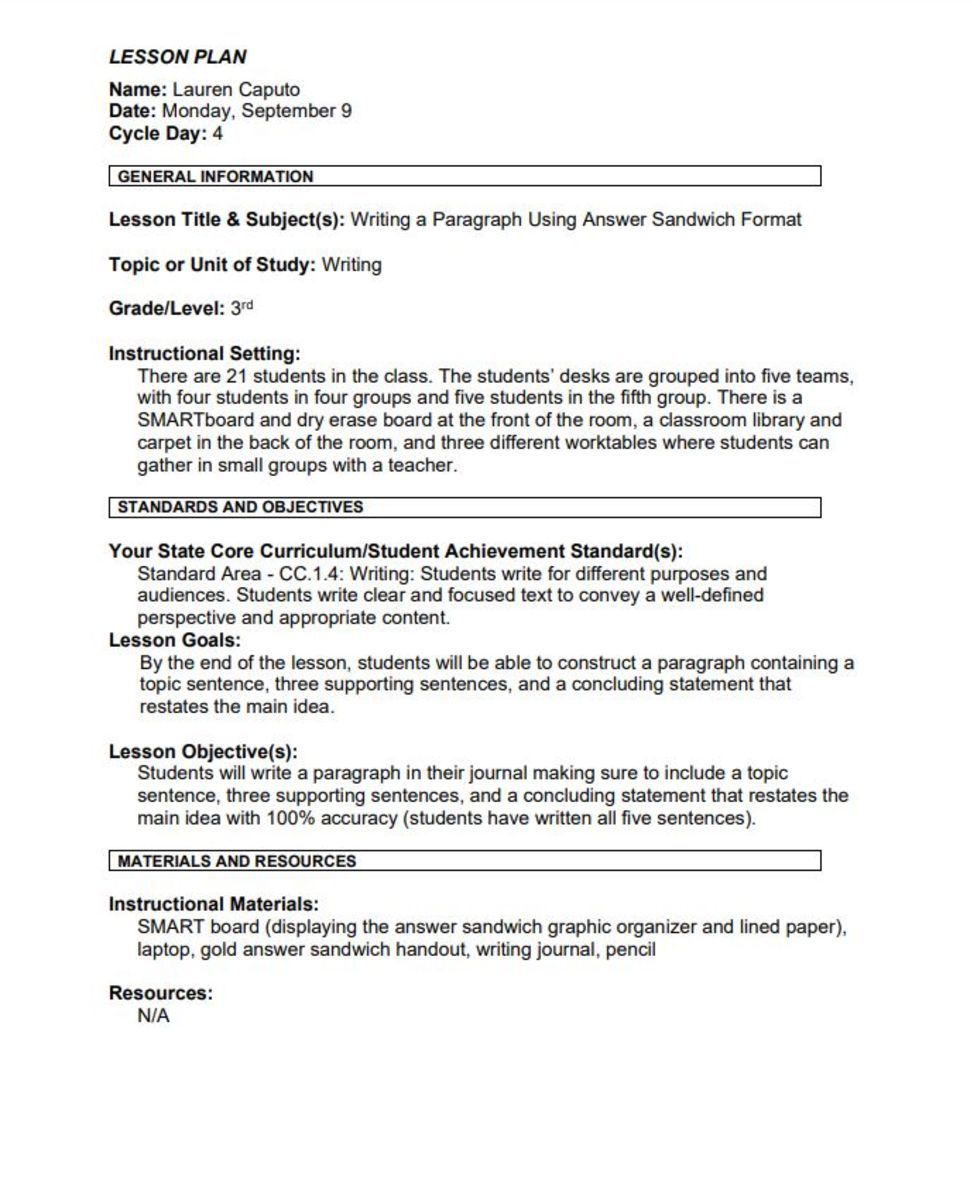 LESSON PLAN
Name: Lauren Caputo
Date: Monday, September 9
Cycle Day: 4
GENERAL INFORMATION
Lesson Title & Subject(s): Writing a Paragraph Using Answer Sandwich Format
Topic or Unit of Study: Writing
Grade/Level: 3rd
Instructional Setting:
There are 21 students in the class. The students' desks are grouped into five teams,
with four students in four groups and five students in the fifth group. There is a
SMARTboard and dry erase board at the front of the room, a classroom library and
carpet in the back of the room, and three different worktables where students can
gather in small groups with a teacher.
STANDARDS AND OBJECTIVES
Your State Core Curriculum/Student Achievement Standard(s):
Standard Area - CC.1.4: Writing: Students write for different purposes and
audiences. Students write clear and focused text to convey a well-defined
perspective and appropriate content.
Lesson Goals:
By the end of the lesson, students will be able to construct a paragraph containing a
topic sentence, three supporting sentences, and a concluding statement that
restates the main idea.
Lesson Objective(s):
Students will write a paragraph in their journal making sure to include a topic
sentence, three supporting sentences, and a concluding statement that restates the
main idea with 100% accuracy (students have written all five sentences).
MATERIALS AND RESOURCES
Instructional Materials:
SMART board (displaying the answer sandwich graphic organizer and lined paper),
laptop, gold answer sandwich handout, writing journal, pencil
Resources:
N/A